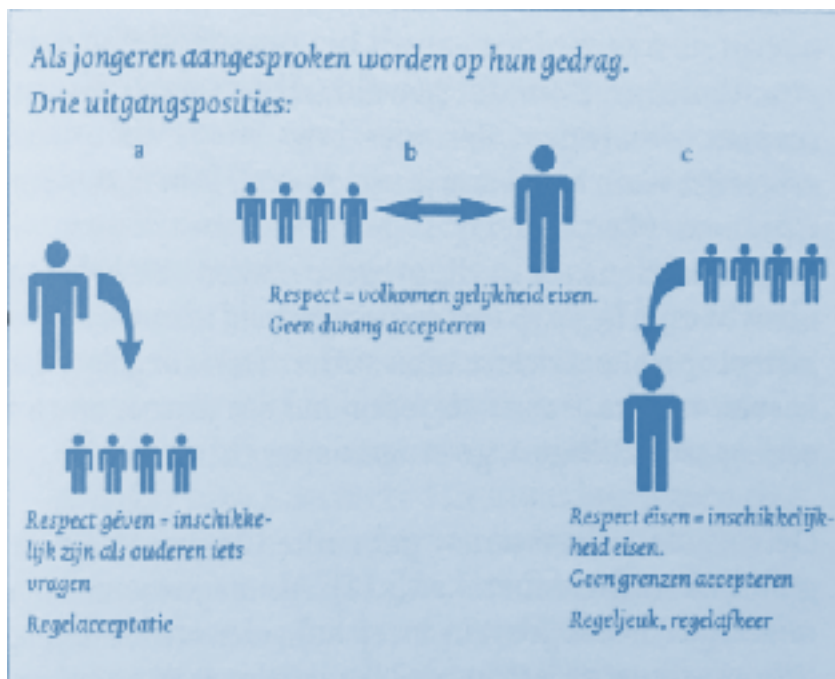 Als jongeren aangesproken worden op hun gedrag.
Drie uitgangsposities:
a
b
c
Respect = volkomen gelijkheid eisen.
Geen dwang accepteren
Respect geven = inschikke-
lijk zijn als ouderen iets
vragen
Regelacceptatie
Respect eisen = inschikkelijk-
heid eisen.
Geen grenzen accepteren
Regeljeuk, regelafkeer